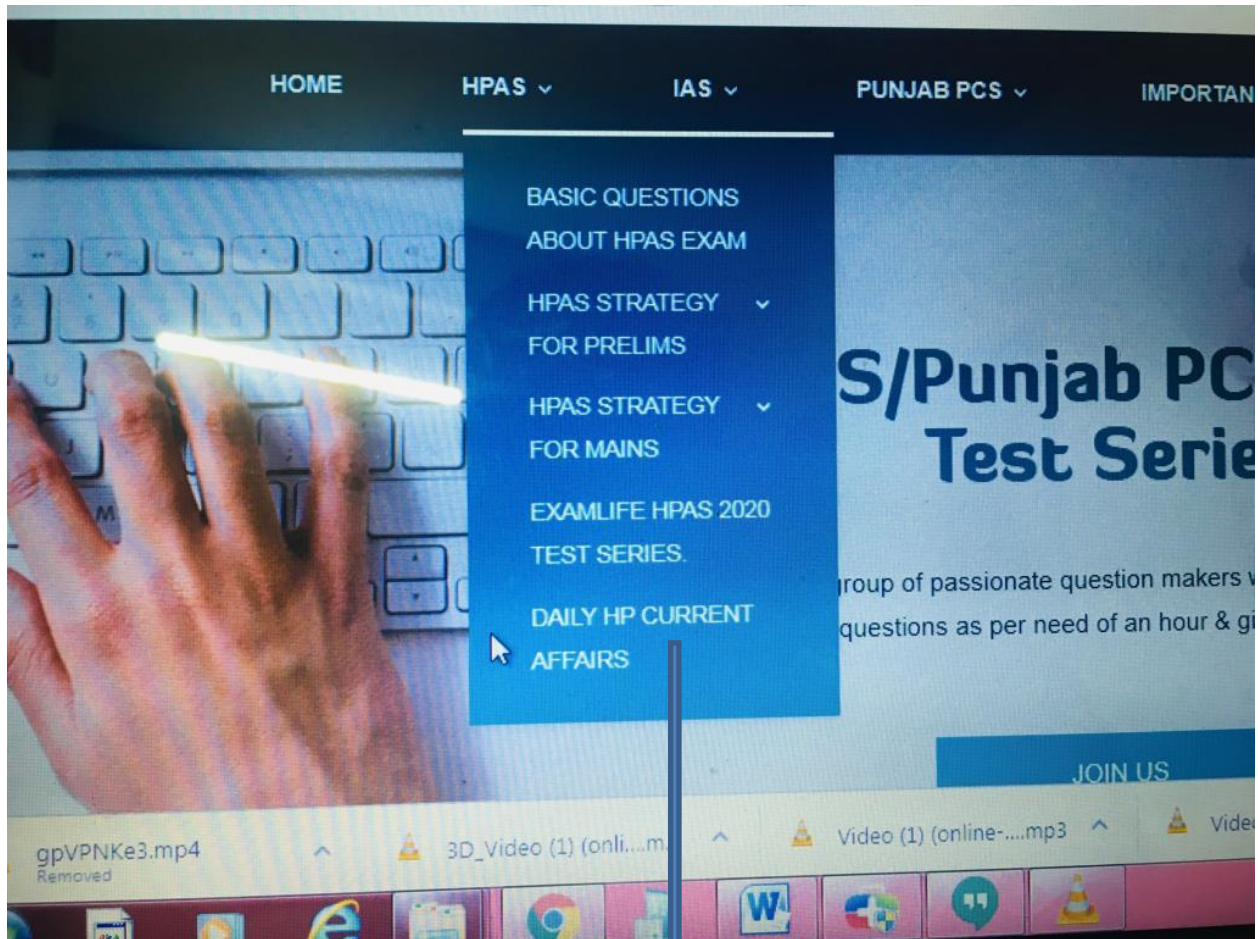 HOME HPAS IAS PUNJAB PCS IMPORTAN
BASIC QUESTIONS
ABOUT HPAS EXAM
HPAS STRATEGY
FOR PRELIMS
HPAS STRATEGY
FOR MAINS
EXAMLIFE HPAS 2020
TEST SERIES.
DAILY HP CURRENT
AFFAIRS
S/Punjab PC
Test Serie
group of passionate question makers w
questions as per need of an hour & gi
JOIN US
gpVPNKe3.mp4 3D_Video (1) (onli....m. Video (1) (online-....mp3 Video
Removed